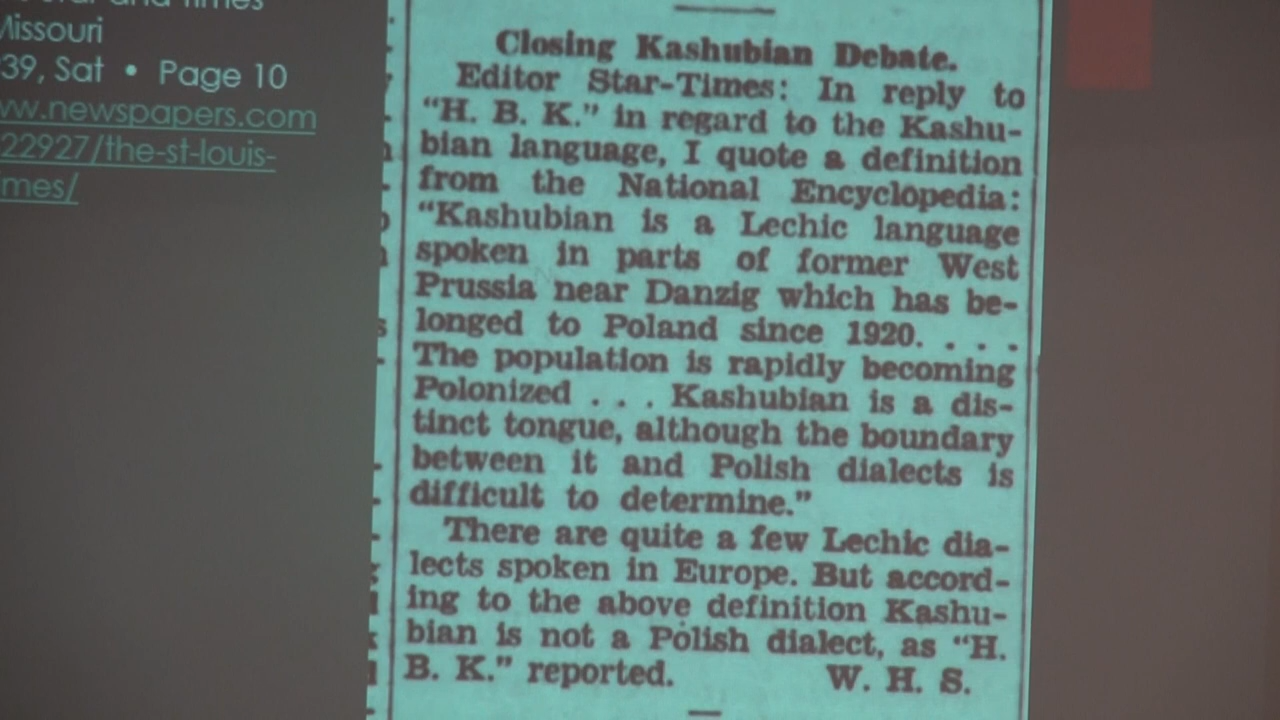 Missouri
39, Sat • Page 10
ww.newspapers.com
22927/the-st-louis-
mes/
Closing Kashubian Debate.
Editor Star-Times: In reply to
“H. B. K.” in regard to the Kashu-
bian language, I quote a definition
from the National Encyclopedia:
“Kashubian is a Lechic language
spoken in parts of former West
Prussia near Danzig which has be-
longed to Poland since 1920. . . .
The population is rapidly becoming
Polonized . . . Kashubian is a dis-
tinct tongue, although the boundary
between it and Polish dialects is
difficult to determine.”
There are quite a few Lechic dia-
lects spoken in Europe. But accord-
ing to the above definition Kashu-
bian is not a Polish dialect, as “H.
B. K.” reported. W. H. S.